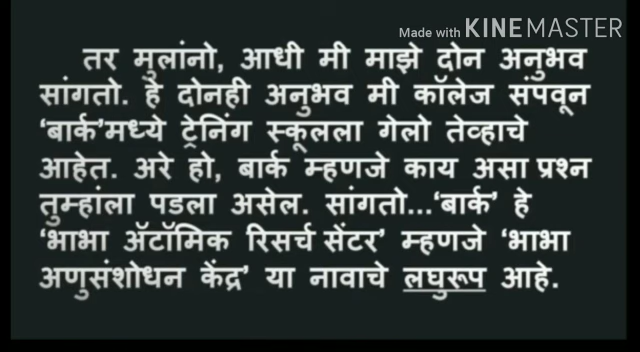 Made with KINEMASTER
तर मुलांनो, आधी मी माझे दोन अनुभव
सांगतो. हे दोनही अनुभव मी कॉलेज संपवून
‘बार्क’मध्ये ट्रेनिंग स्कूलला गेलो तेव्हाचे
आहेत. अरे हो, बार्क म्हणजे काय असा प्रश्न
तुम्हांला पडला असेल. सांगतो...‘बार्क’ हे
‘भाभा ॲटॉमिक रिसर्च सेंटर’ म्हणजे ‘भाभा
अणुसंशोधन केंद्र’ या नावाचे लघुरूप आहे.